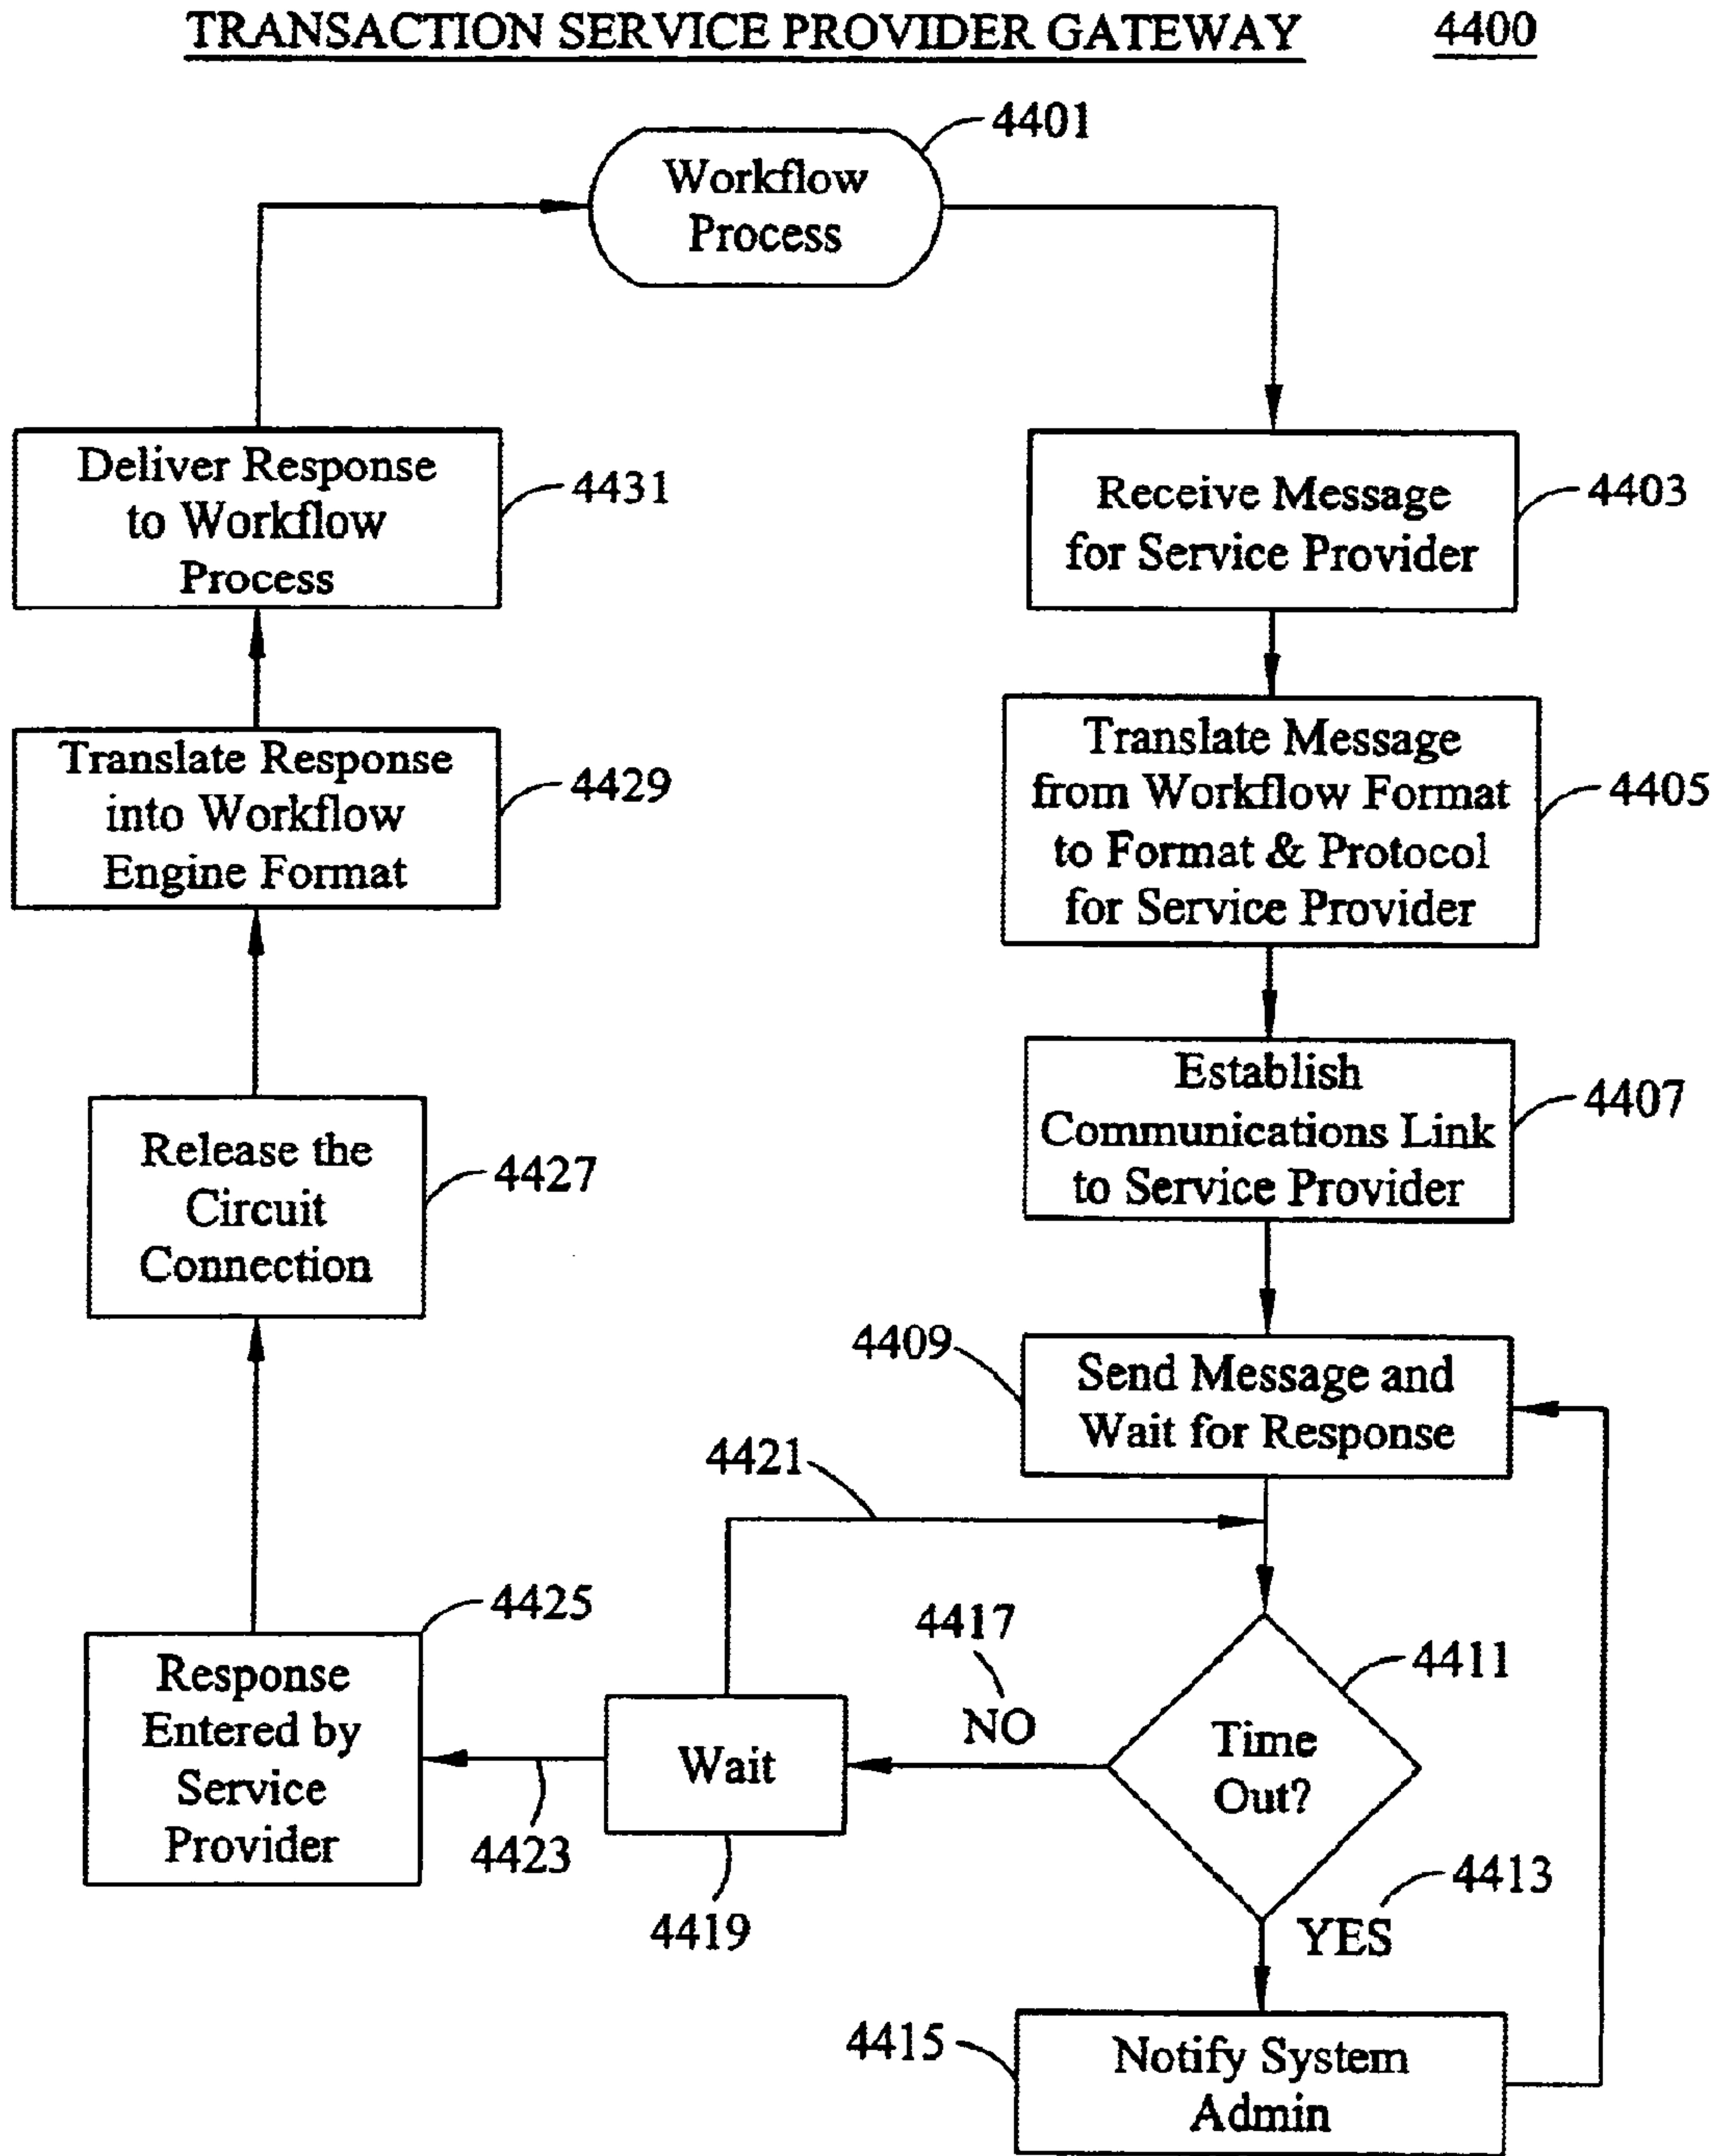 TRANSACTION SERVICE PROVIDER GATEWAY 4400
4401
Workflow
Process
Deliver Response
to Workflow
Process
4431
Receive Message
for Service Provider
4403
Translate Response
into Workflow
Engine Format
4429
Translate Message
from Workflow Format
to Format & Protocol
for Service Provider
4405
Establish
Communications Link
to Service Provider
4407
Release the
Circuit
Connection
4427
4409
Send Message and
Wait for Response
4421
4425
Response
Entered by
Service
Provider
4423
Wait
4419
4417
NO
4411
Time
Out?
4413
YES
4415
Notify System
Admin